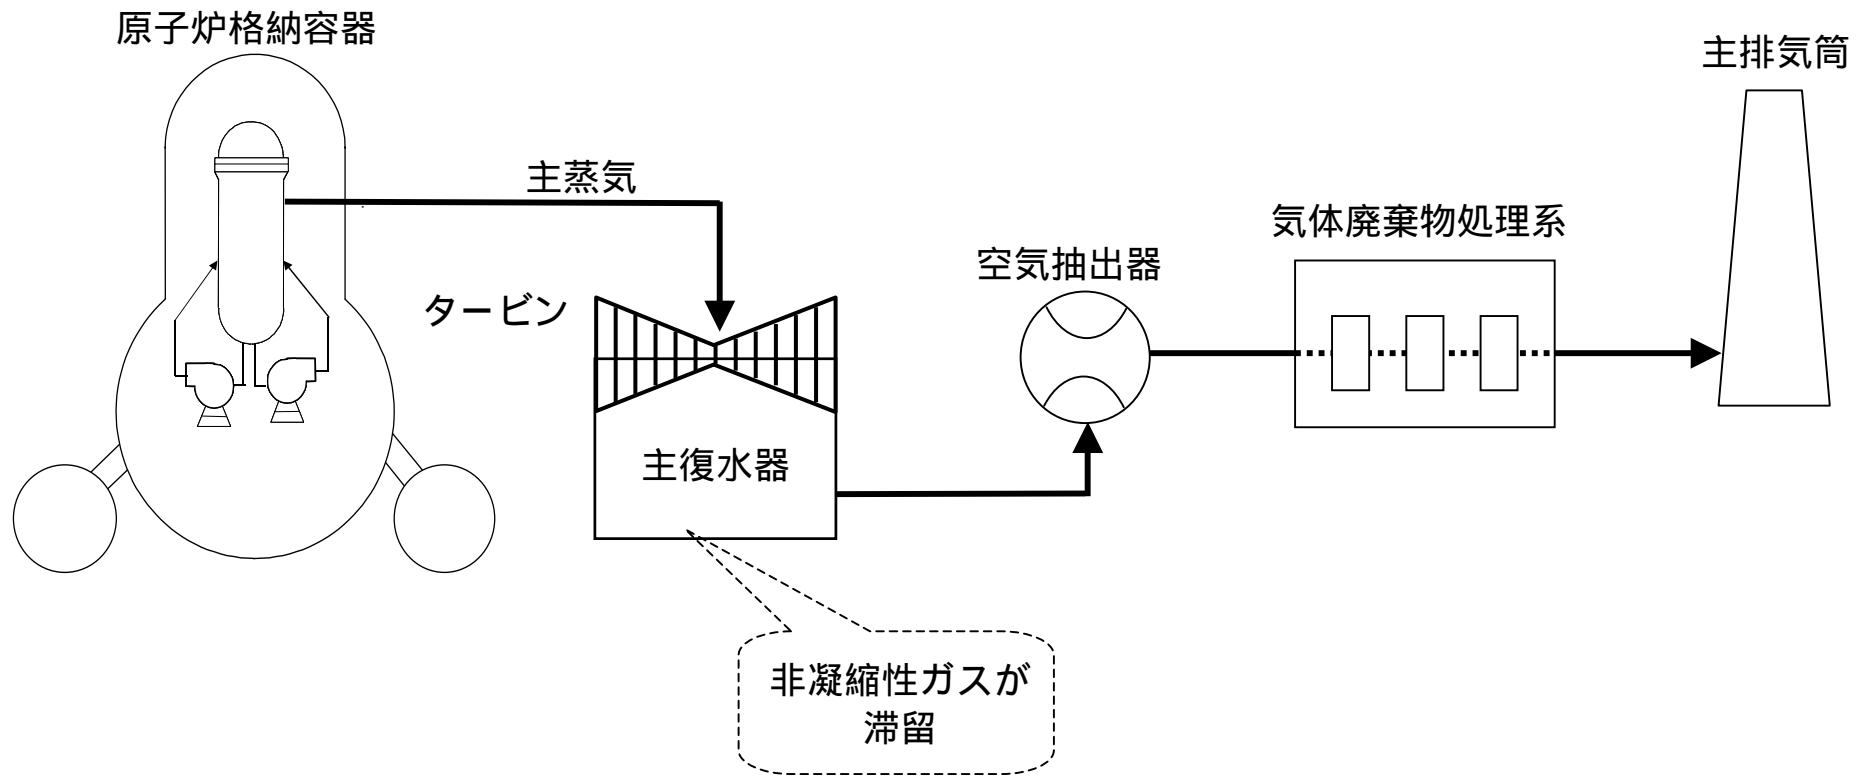 原子炉格納容器
主排気筒
主蒸気
気体廃棄物処理系
空気抽出器
タービン
主復水器
非凝縮性ガスが
滞留